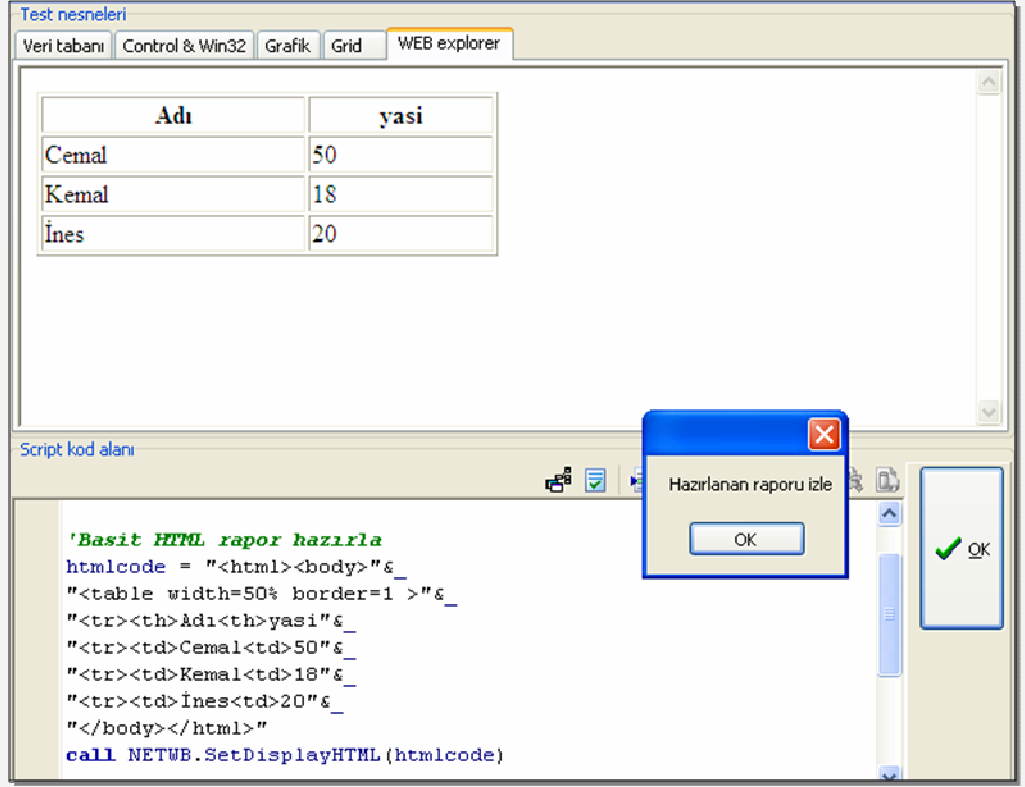 Test nesneleri
Veri tabanı Control & Win32 Grafik Grid WEB explorer
Adı yasi
Cemal 50
Kemal 18
İnes 20
Script kod alanı
Hazırlanan raporu izle
OK
OK
'Basit HTML rapor hazırla
htmlcode = "<html><body>"&_
"<table width=50% border=1 >"&_
"<tr><th>Adı<th>yasi"&_
"<tr><td>Cemal<td>50"&_
"<tr><td>Kemal<td>18"&_
"<tr><td>İnes<td>20"&_
"</body></html>"
call NETWB.SetDisplayHTML(htmlcode)